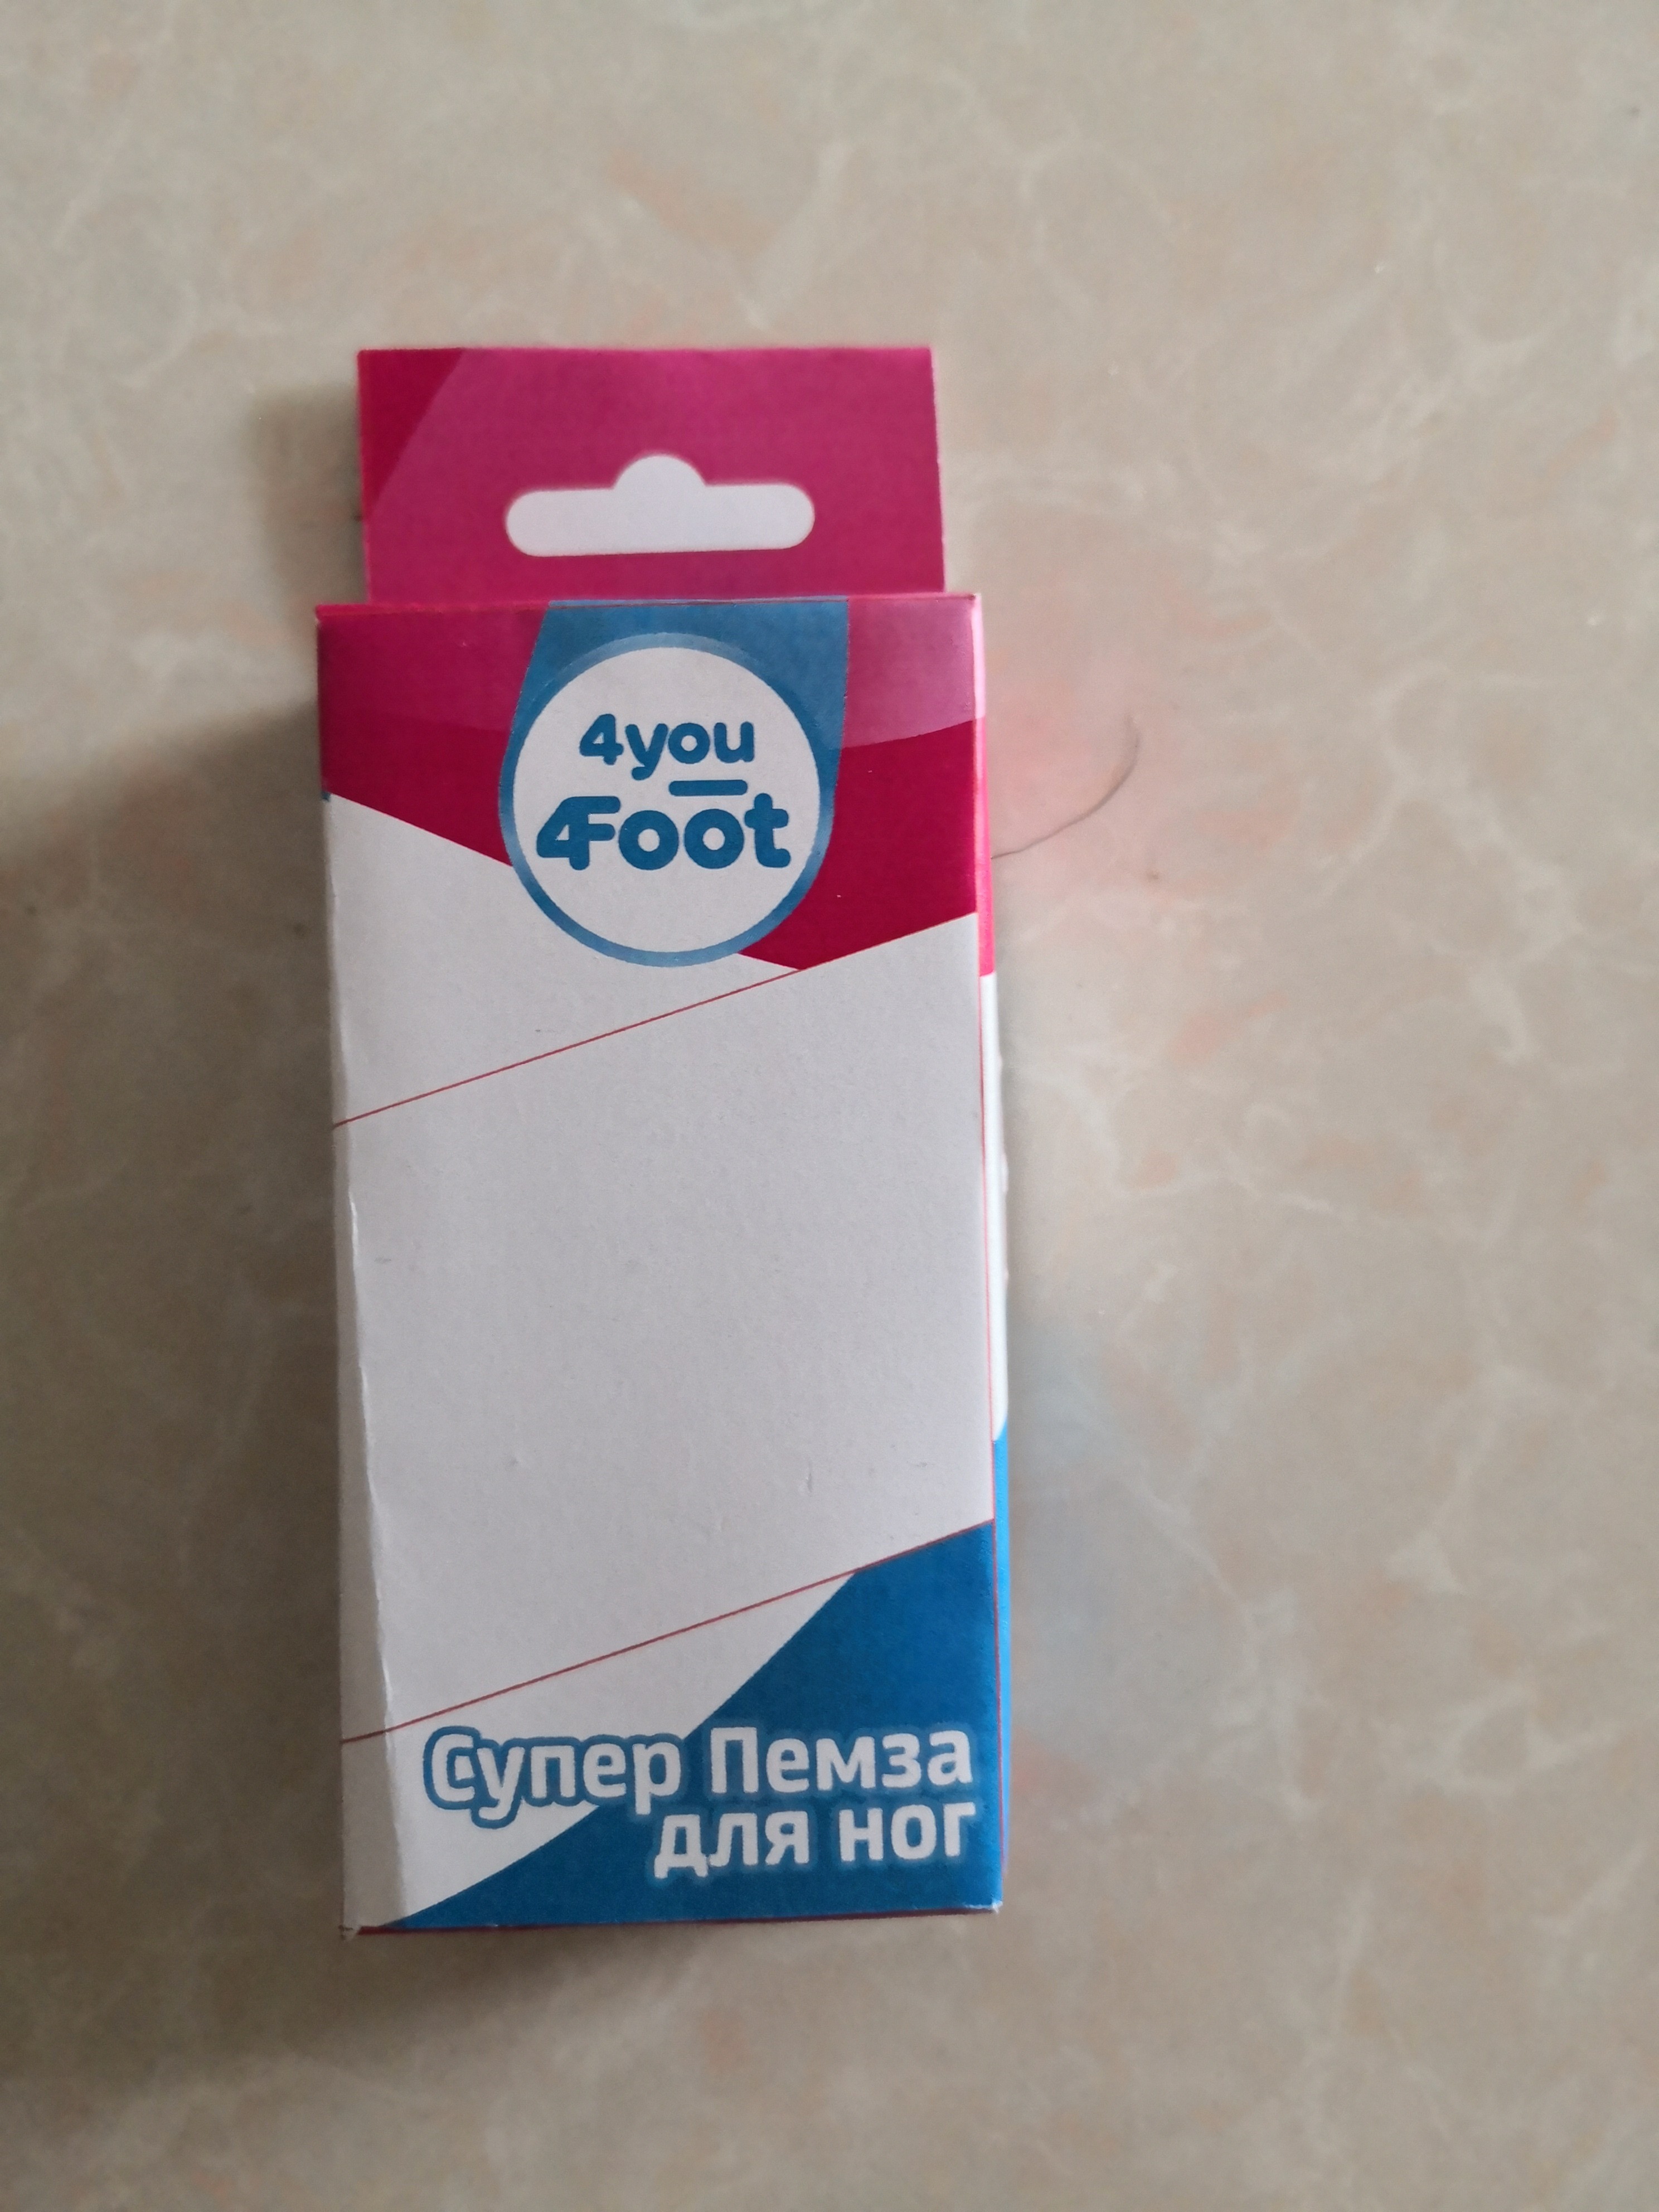 4you
4Foot
Супер Пемза
для ног